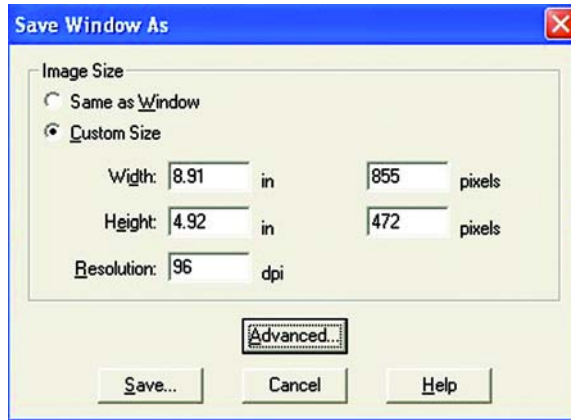 Save Window As
Image Size
Same as Window
Custom Size
Width: 8.91 in 855 pixels
Height: 4.92 in 472 pixels
Resolution: 96 dpi
Advanced...
Save... Cancel Help